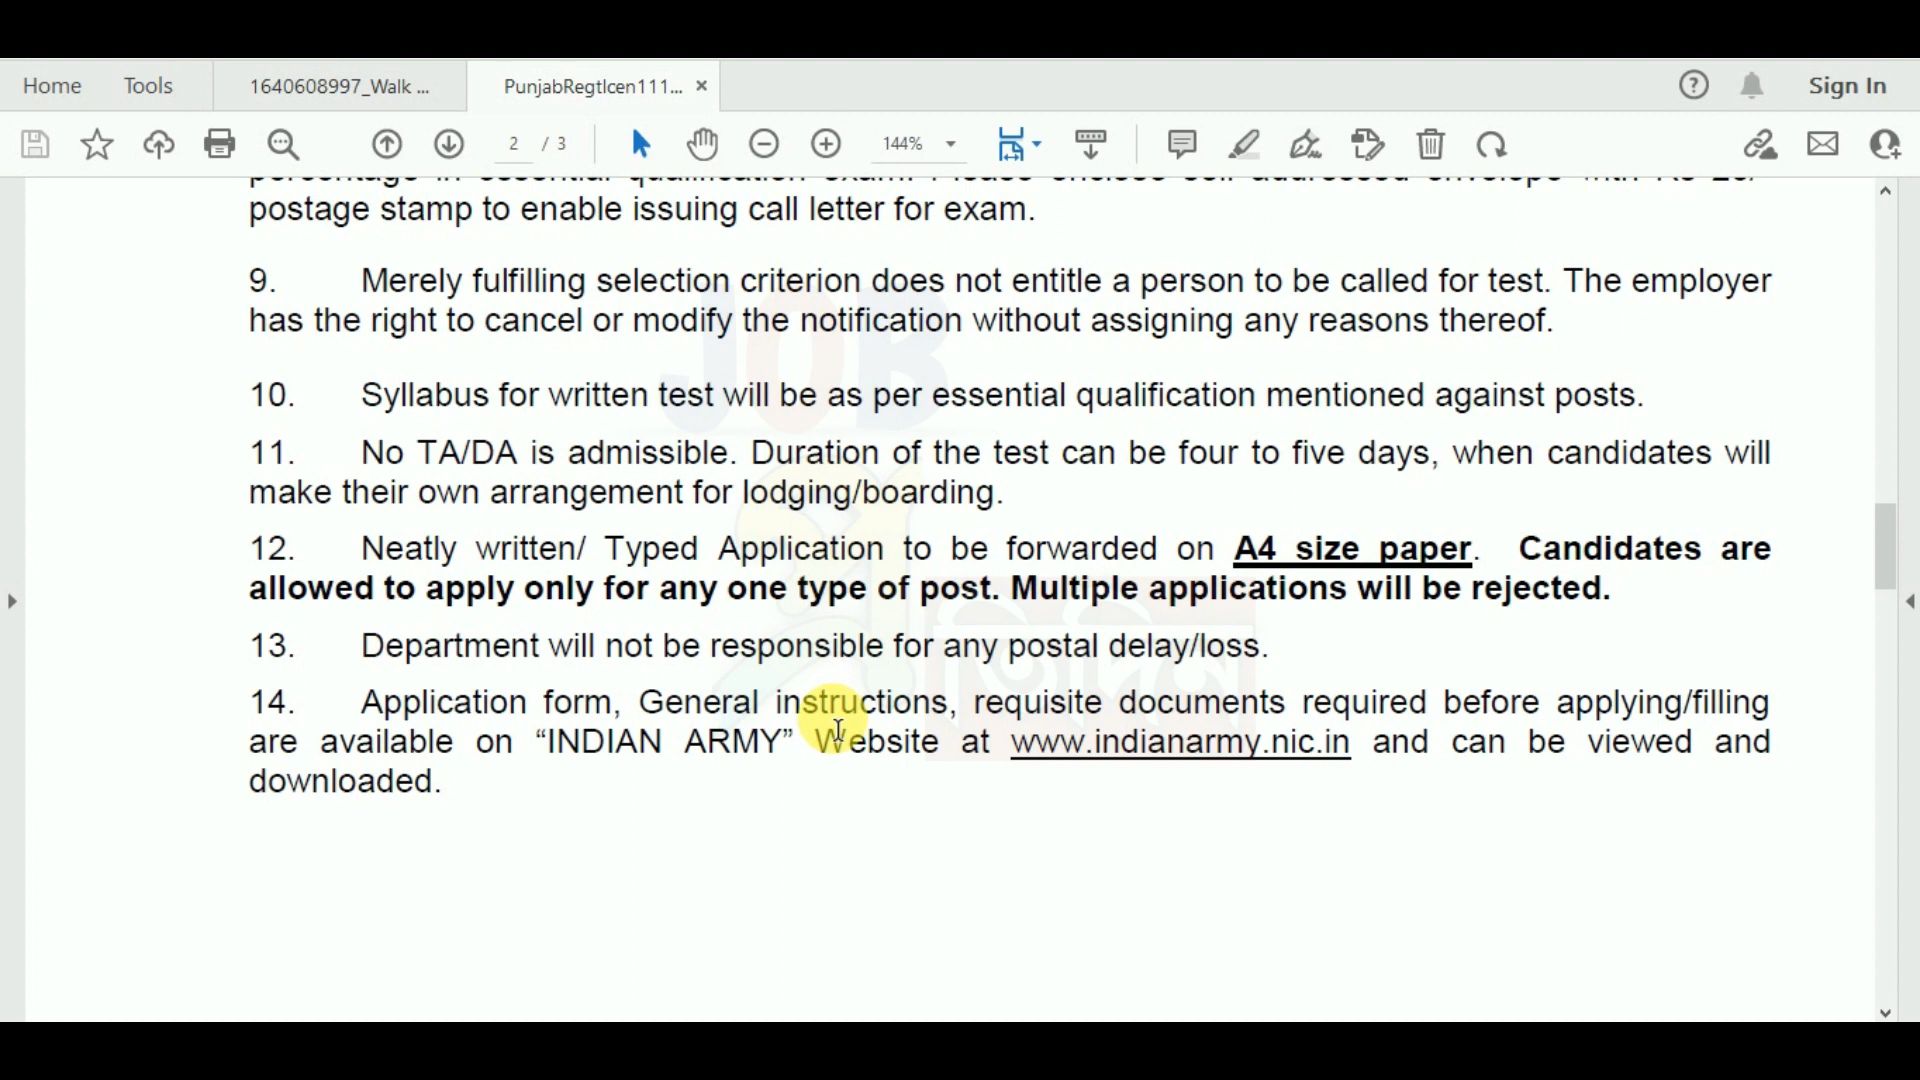 Home Tools 1640608997_Walk ... PunjabRegtlcen111... × Sign In
2 / 3 144%
postage stamp to enable issuing call letter for exam.
9. Merely fulfilling selection criterion does not entitle a person to be called for test. The employer
has the right to cancel or modify the notification without assigning any reasons thereof.
10. Syllabus for written test will be as per essential qualification mentioned against posts.
11. No TA/DA is admissible. Duration of the test can be four to five days, when candidates will
make their own arrangement for lodging/boarding.
12. Neatly written/ Typed Application to be forwarded on A4 size paper. Candidates are
allowed to apply only for any one type of post. Multiple applications will be rejected.
13. Department will not be responsible for any postal delay/loss.
14. Application form, General instructions, requisite documents required before applying/filling
are available on “INDIAN ARMY” Website at www.indianarmy.nic.in and can be viewed and
downloaded.
JOB
প্রতিদিন